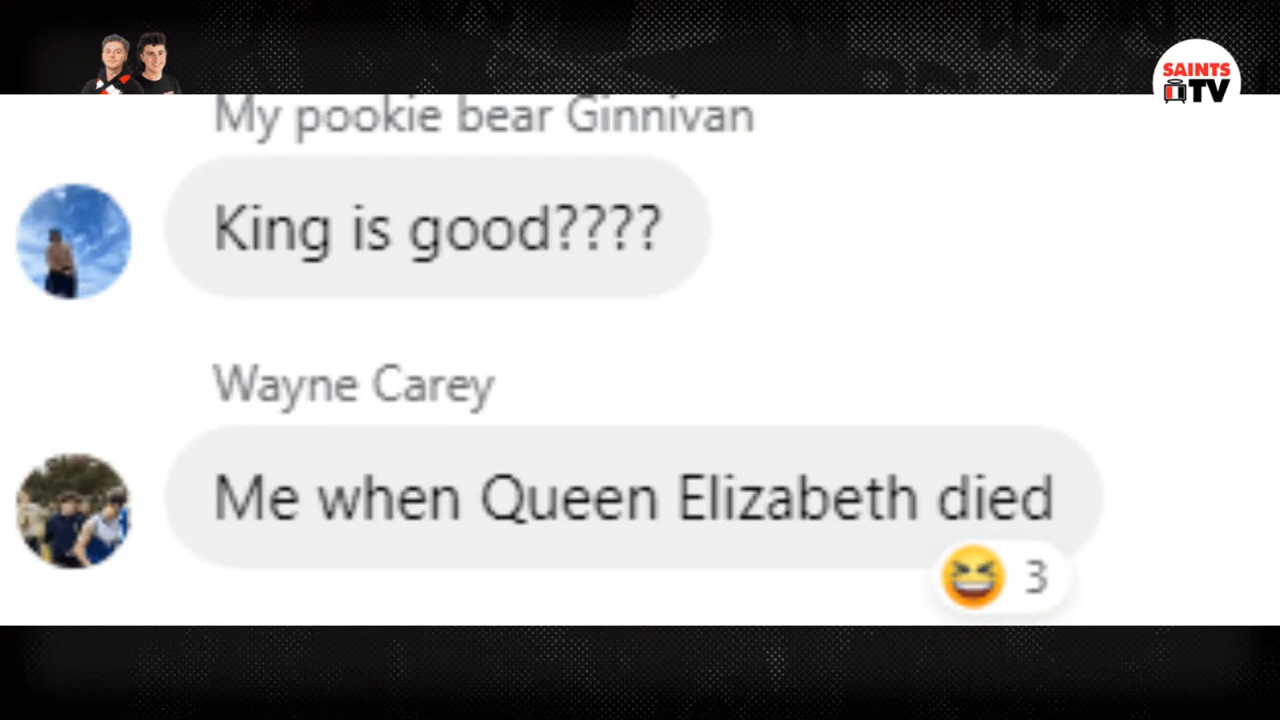 SAINTS
TV
My pookie bear Ginnivan
King is good????
Wayne Carey
Me when Queen Elizabeth died
3